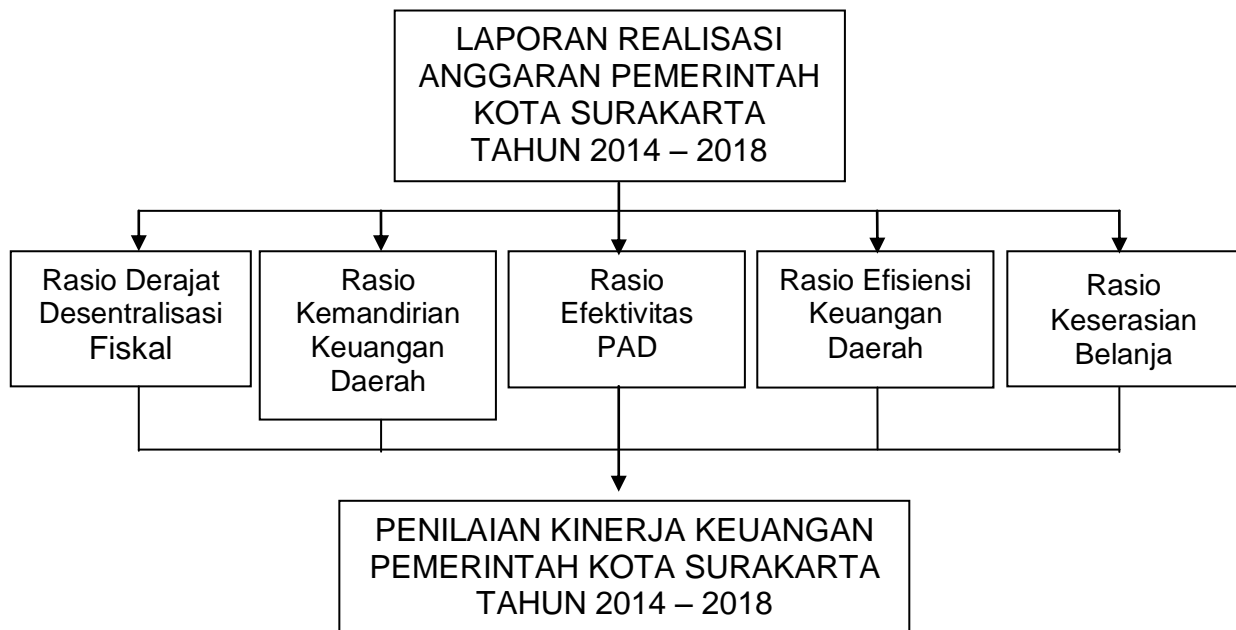 LAPORAN REALISASI
ANGGARAN PEMERINTAH
KOTA SURAKARTA
TAHUN 2014 – 2018
Rasio Derajat
Desentralisasi
Fiskal
Rasio
Kemandirian
Keuangan
Daerah
Rasio
Efektivitas
PAD
Rasio Efisiensi
Keuangan
Daerah
Rasio
Keserasian
Belanja
PENILAIAN KINERJA KEUANGAN
PEMERINTAH KOTA SURAKARTA
TAHUN 2014 – 2018